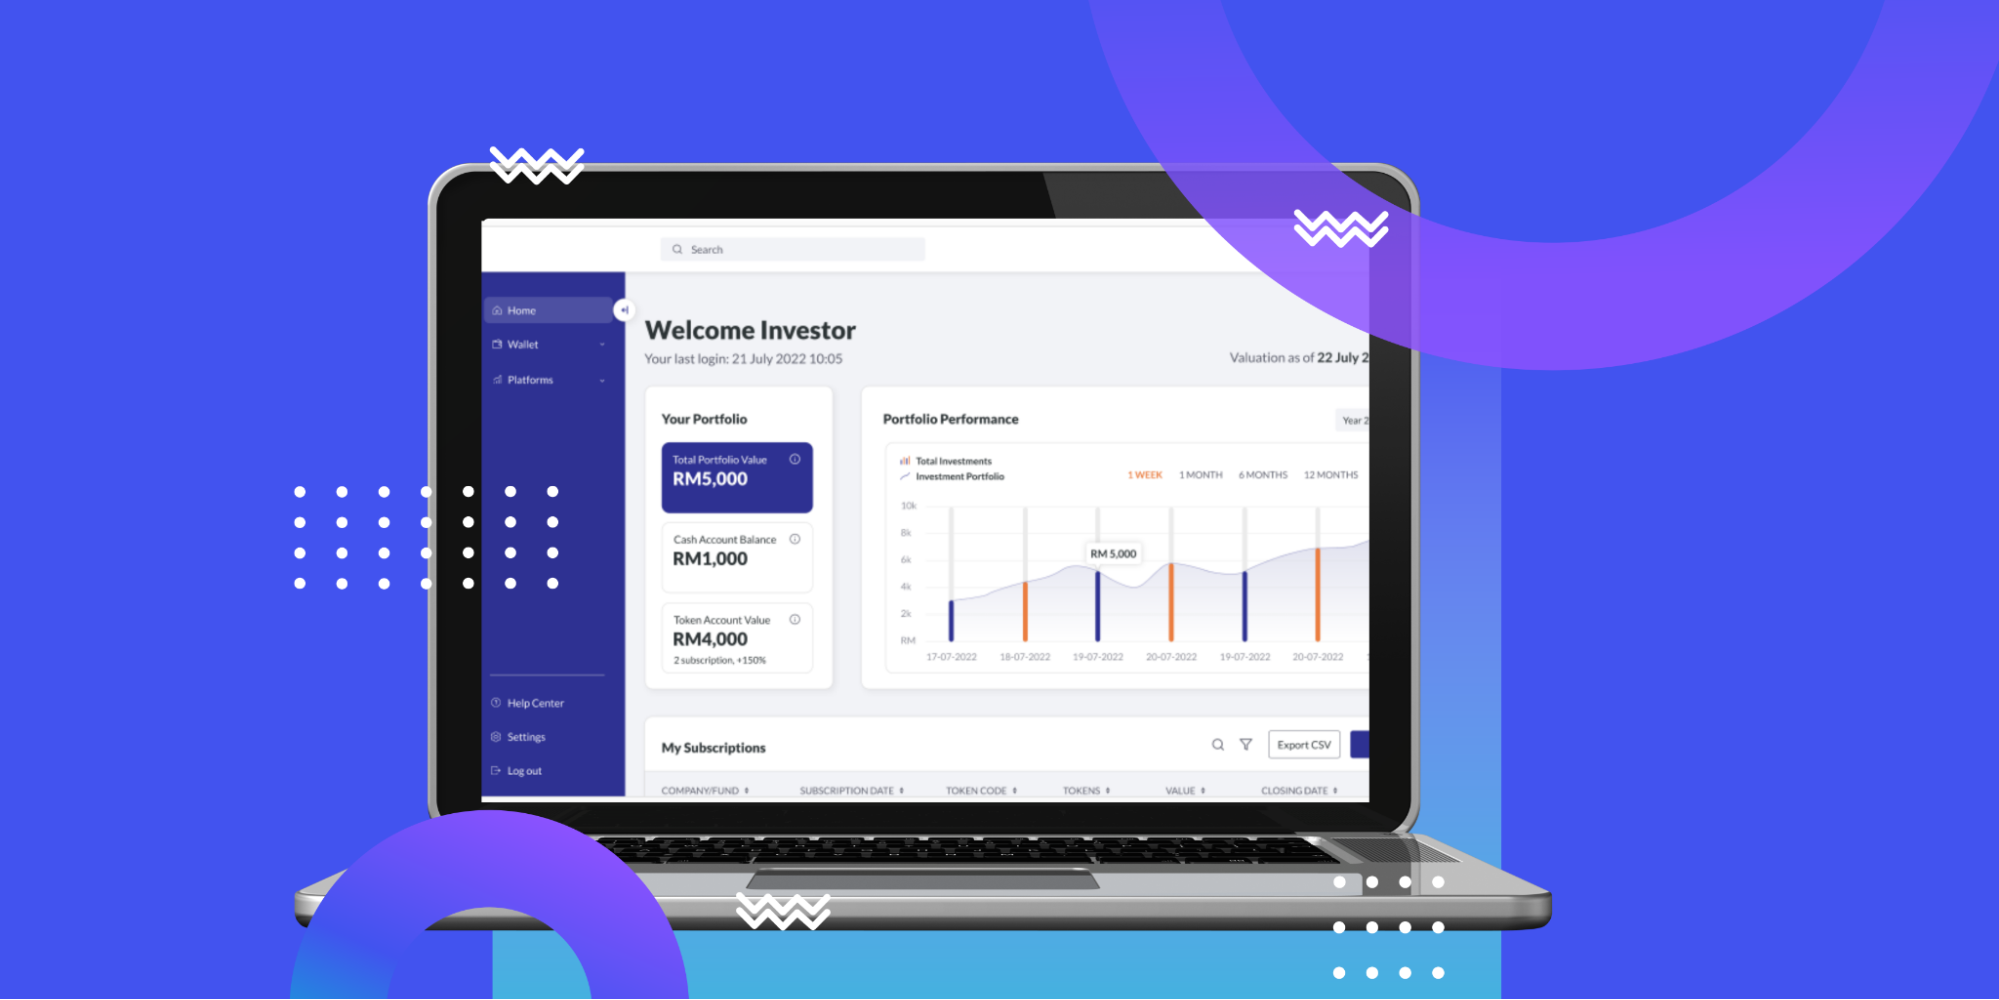 Search
Home
Wallet
Platforms
Help Center
Settings
Log out
Welcome Investor
Your last login: 21 July 2022 10:05
Valuation as of 22 July 2
Your Portfolio
Total Portfolio Value
RM5,000
Cash Account Balance
RM1,000
Token Account Value
RM4,000
2 subscription, +150%
Portfolio Performance
Year 2
Total Investments
Investment Portfolio
1 WEEK 1 MONTH 6 MONTHS 12 MONTHS
10k
8k
6k
4k
2k
RM
RM 5,000
17-07-2022 18-07-2022 19-07-2022 20-07-2022 19-07-2022 20-07-2022
My Subscriptions
Export CSV
COMPANY/FUND SUBSCRIPTION DATE TOKEN CODE TOKENS VALUE CLOSING DATE